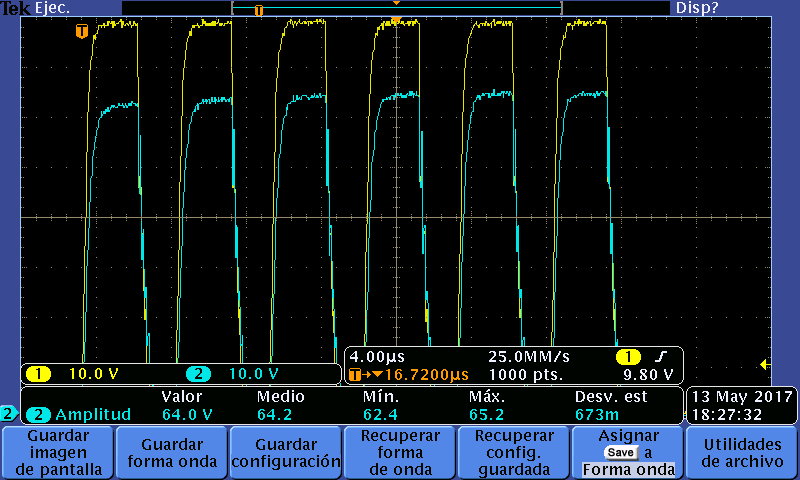 Tek Ejec. Disp?
T
T
1 10.0 V 2 10.0 V
4.00µs 25.0MM/s 1
T→▼16.7200µs 1000 pts. 9.80 V
Valor Medio Mín. Máx. Desv. est
2 2 Amplitud 64.0 V 64.2 62.4 65.2 673m
13 May 2017
18:27:32
Guardar
imagen
de pantalla
Guardar
forma onda
Guardar
configuración
Recuperar
forma
de onda
Recuperar
config.
guardada
Asignar
Save a
Forma onda
Utilidades
de archivo